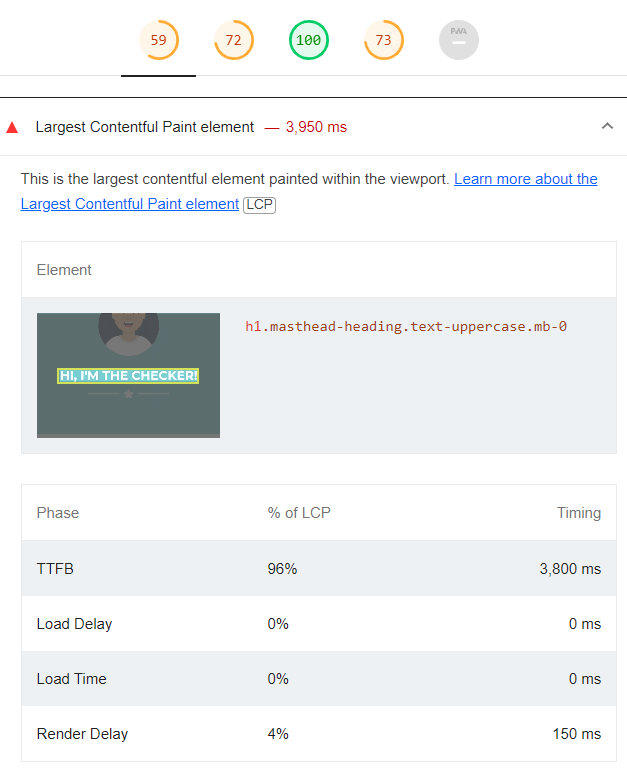 59 72 100 73 PWA
Largest Contentful Paint element — 3,950 ms
This is the largest contentful element painted within the viewport. Learn more about the
Largest Contentful Paint element LCP
Element
HI, I'M THE CHECKER!
h1.masthead-heading.text-uppercase.mb-0
Phase % of LCP Timing
TTFB 96% 3,800 ms
Load Delay 0% 0 ms
Load Time 0% 0 ms
Render Delay 4% 150 ms